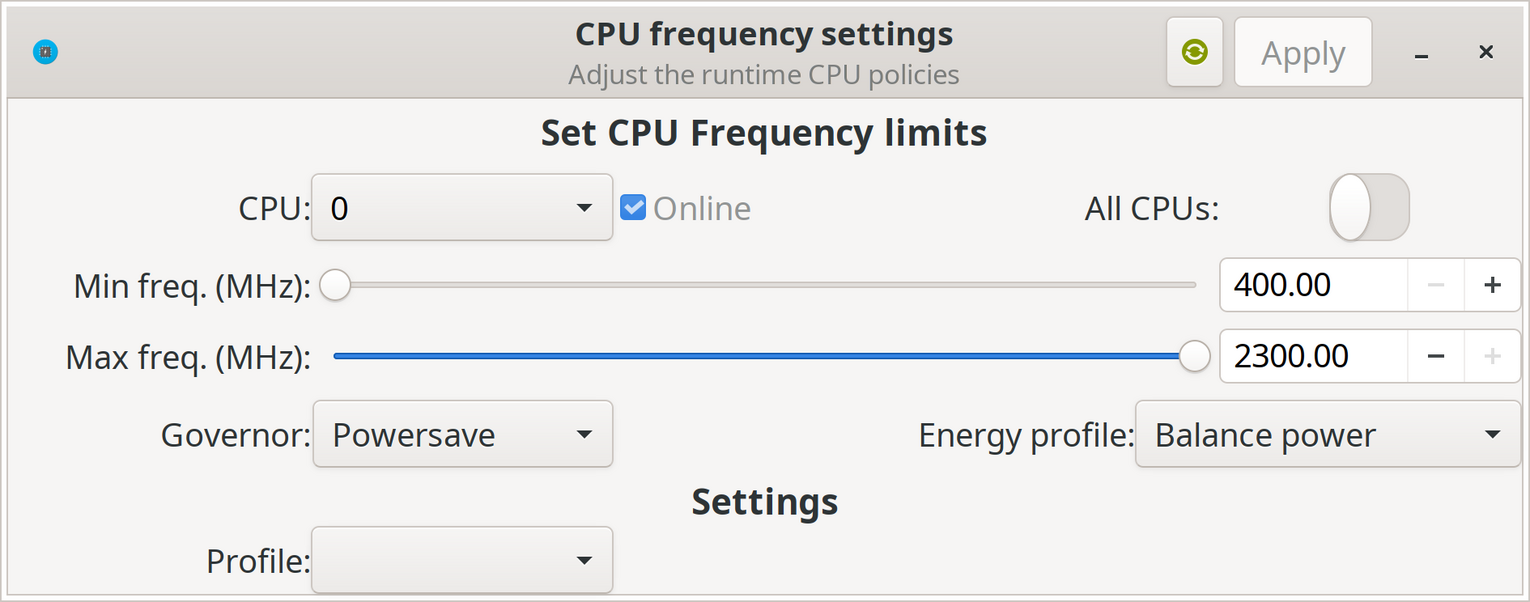 CPU frequency settings
Adjust the runtime CPU policies
Apply
Set CPU Frequency limits
CPU: 0 Online All CPUs:
Min freq. (MHz): 400.00
Max freq. (MHz): 2300.00
Governor: Powersave Energy profile: Balance power
Settings
Profile: